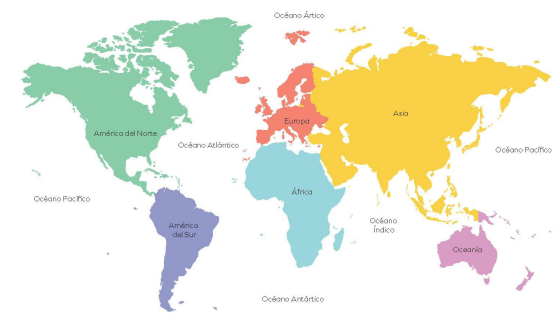 Océano Ártico
Asia
Europa
América del Norte
Océano Atlántico
Océano Pacífico
África
Océano Pacífico
América
del Sur
Océano
Índico
Oceanía
Océano Antártico